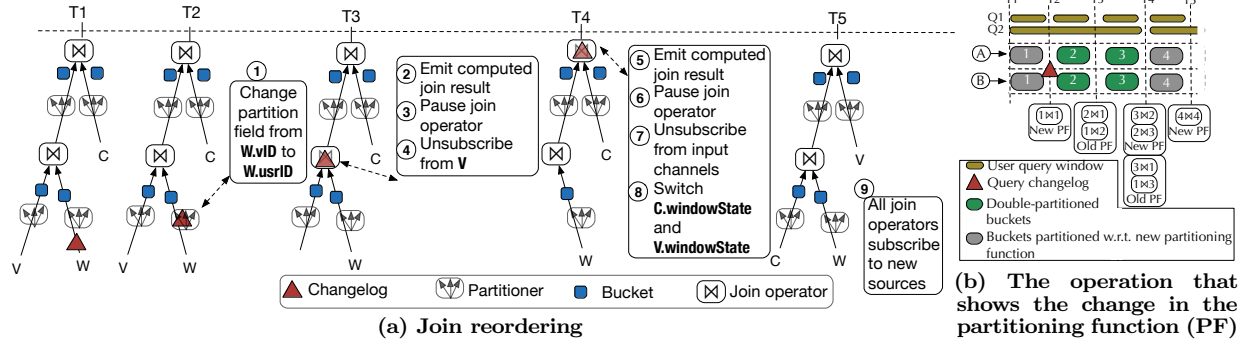 T1
T2
T3
T4
T5
1
Change
partition
field from
W.vID to
W.usrID
2 Emit computed
join result
3 Pause join
operator
4 Unsubscribe
from V
5 Emit computed
join result
6 Pause join
operator
7 Unsubscribe
from input
channels
8 Switch
C.windowState
and
V.windowState
9
All join
operators
subscribe
to new
sources
C
C
C
C
V
V
W
V
W
W
W
C
W
Changelog
Partitioner
Bucket
Join operator
(a) Join reordering
Q1
Q2
A
1
2
3
4
B
1
2
3
4
1⋈1
New PF
2⋈1
1⋈2
Old PF
3⋈2
2⋈3
New PF
3⋈1
1⋈3
Old PF
4⋈4
New PF
User query window
Query changelog
Double-partitioned
buckets
Buckets partitioned w.r.t. new partitioning
function
(b) The operation that
shows the change in the
partitioning function (PF)